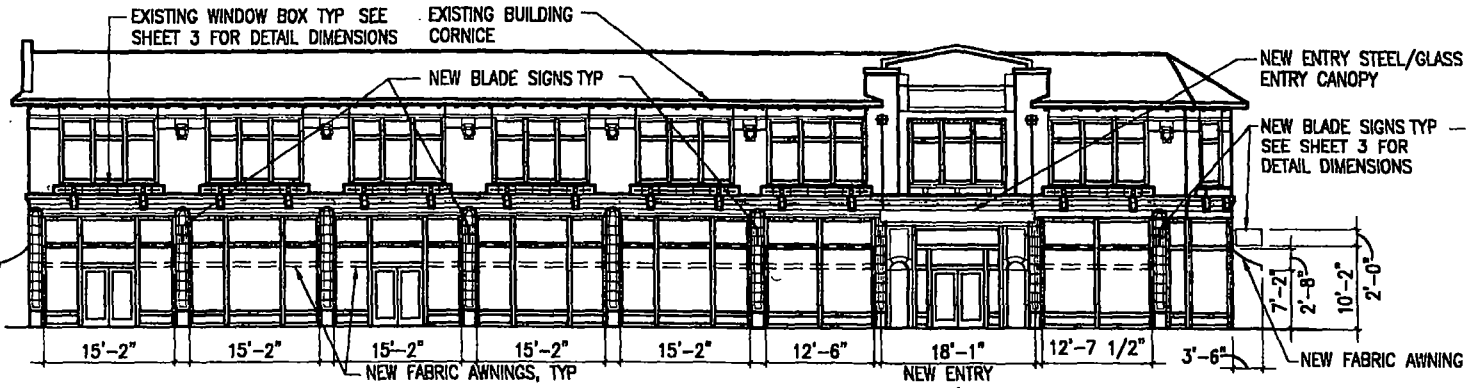 EXISTING WINDOW BOX TYP SEE
SHEET 3 FOR DETAIL DIMENSIONS
EXISTING BUILDING
CORNICE
NEW BLADE SIGNS TYP
NEW ENTRY STEEL/GLASS
ENTRY CANOPY
NEW BLADE SIGNS TYP
SEE SHEET 3 FOR
DETAIL DIMENSIONS
7'-2"
2'-8"
10'-2"
2'-0"
15'-2"
15'-2"
15'-2"
15'-2"
15'-2"
12'-6"
18'-1"
12'-7 1/2"
3'-6"
NEW FABRIC AWNINGS, TYP
NEW ENTRY
NEW FABRIC AWNING